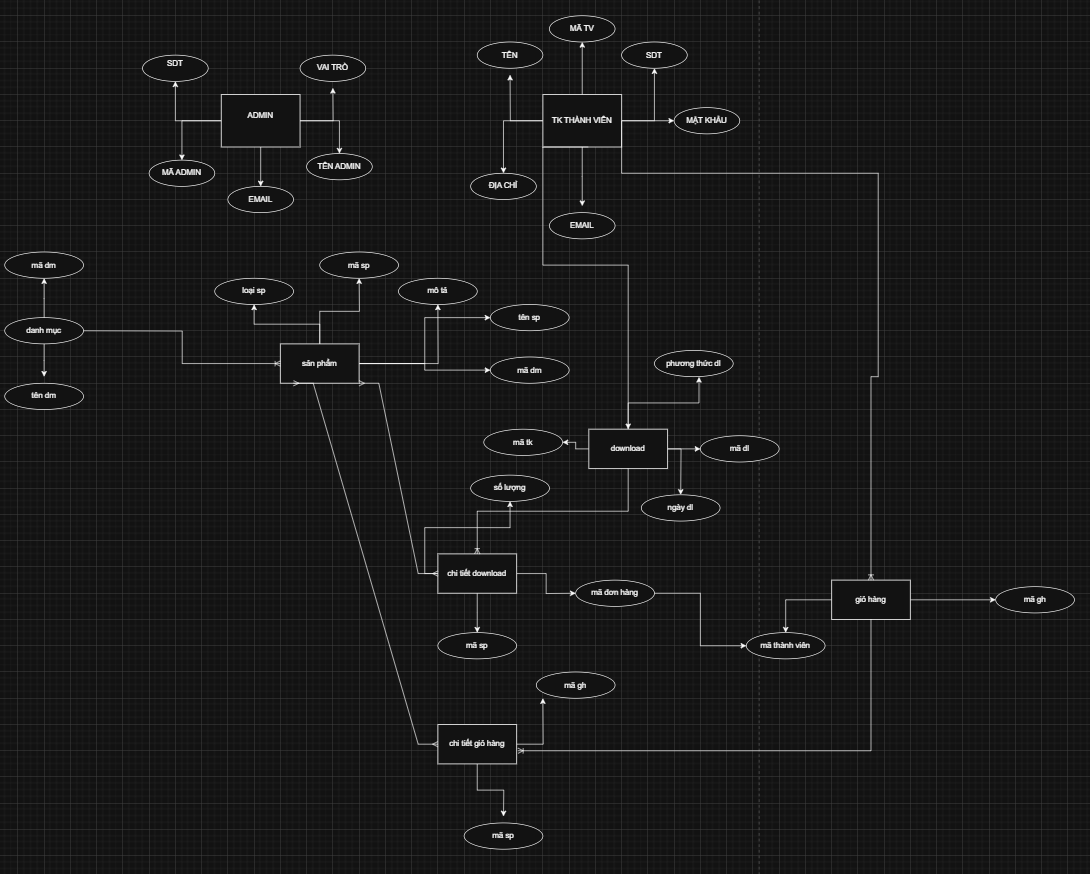 MÃ TV
TÊN
SDT
SDT
VAI TRÒ
ADMIN
TK THÀNH VIÊN
MẬT KHẨU
MÃ ADMIN
TÊN ADMIN
EMAIL
ĐỊA CHỈ
EMAIL
mã dm
mã sp
loại sp
mô tả
tên sp
danh mục
sản phẩm
mã dm
phương thức dl
tên dm
mã tk
download
mã dl
số lượng
ngày dl
chi tiết download
mã đơn hàng
giỏ hàng
mã gh
mã sp
mã thành viên
mã gh
chi tiết giỏ hàng
mã sp